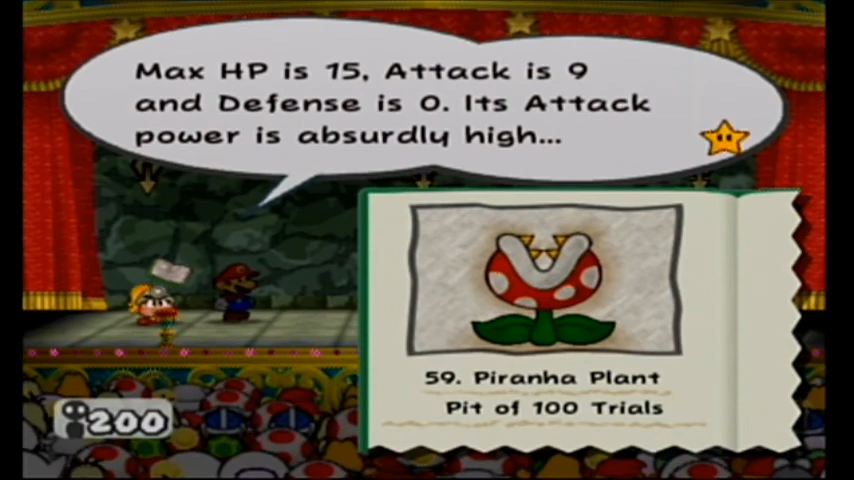 Max HP is 15, Attack is 9
and Defense is 0. Its Attack
power is absurdly high...
59. Piranha Plant
Pit of 100 Trials
200